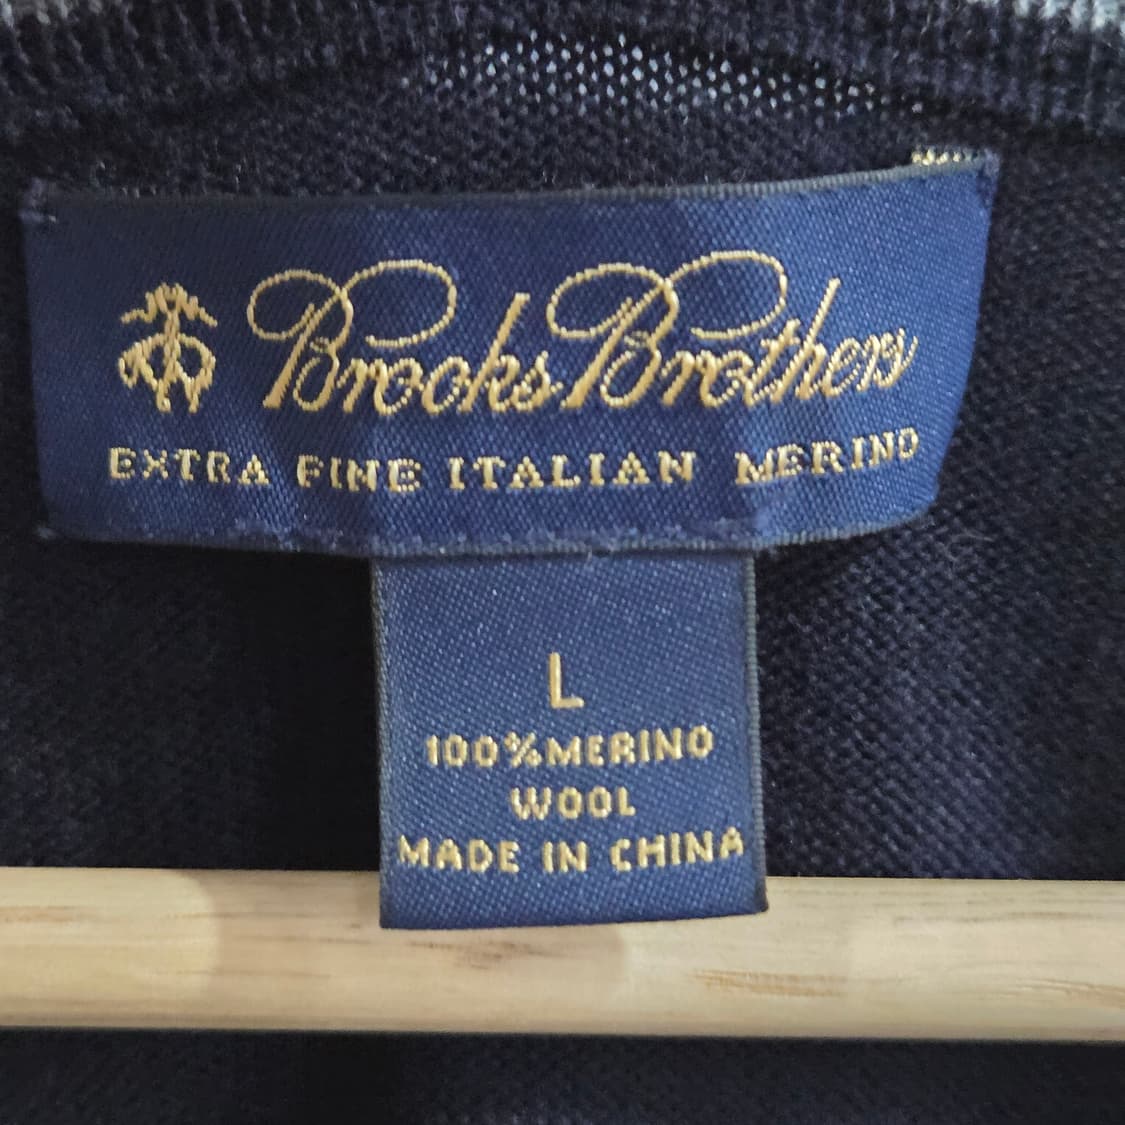 Brooks Brothers
EXTRA FINE ITALIAN MERINO
L
100%MERINO
WOOL
MADE IN CHINA